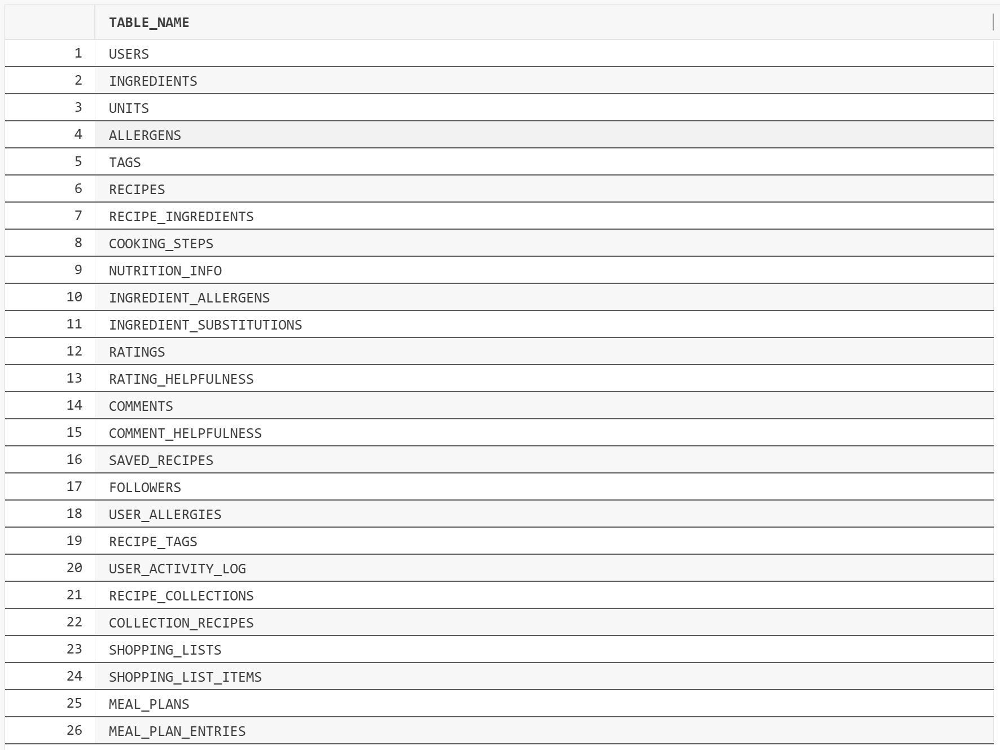 TABLE_NAME
1 USERS
2 INGREDIENTS
3 UNITS
4 ALLERGENS
5 TAGS
6 RECIPES
7 RECIPE_INGREDIENTS
8 COOKING_STEPS
9 NUTRITION_INFO
10 INGREDIENT_ALLERGENS
11 INGREDIENT_SUBSTITUTIONS
12 RATINGS
13 RATING_HELPFULNESS
14 COMMENTS
15 COMMENT_HELPFULNESS
16 SAVED_RECIPES
17 FOLLOWERS
18 USER_ALLERGIES
19 RECIPE_TAGS
20 USER_ACTIVITY_LOG
21 RECIPE_COLLECTIONS
22 COLLECTION_RECIPES
23 SHOPPING_LISTS
24 SHOPPING_LIST_ITEMS
25 MEAL_PLANS
26 MEAL_PLAN_ENTRIES